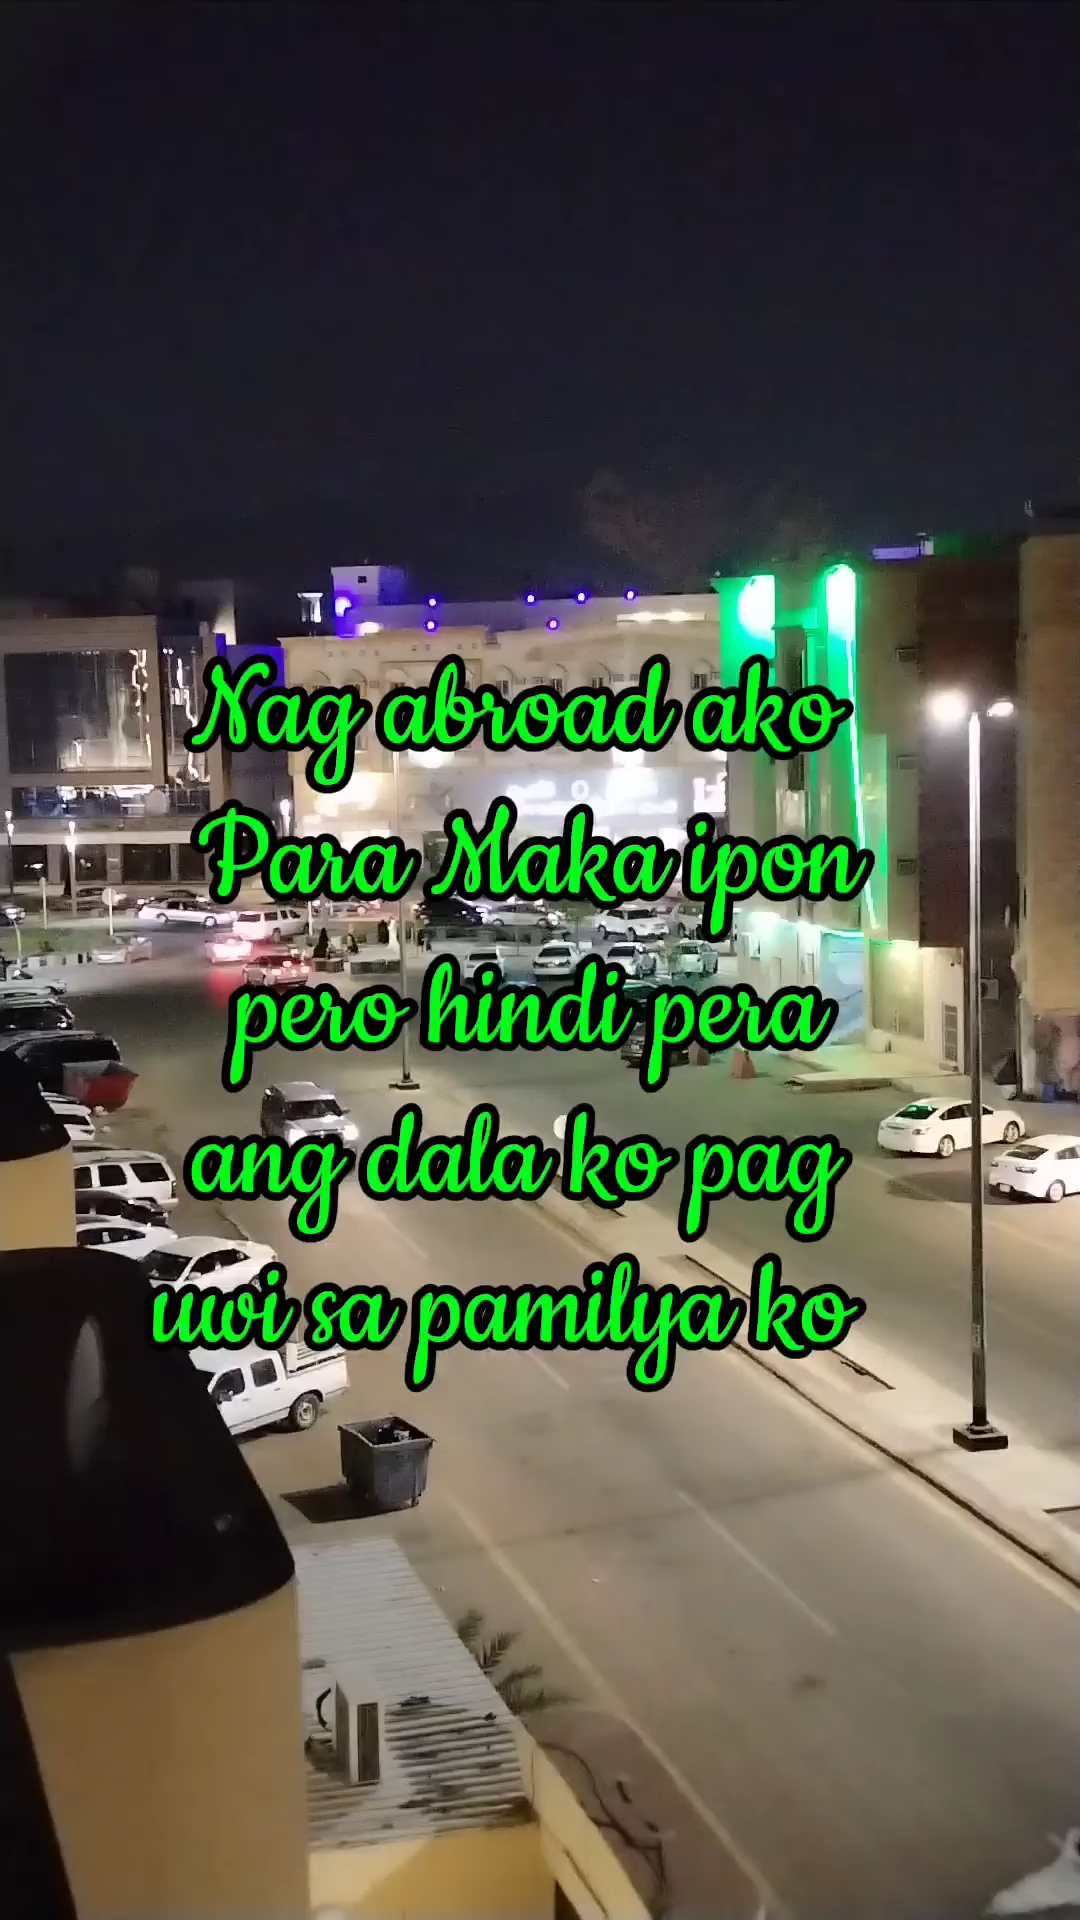 Nag abroad ako
Para Maka ipon
pero hindi pera
ang dala ko pag
uwi sa pamilya ko